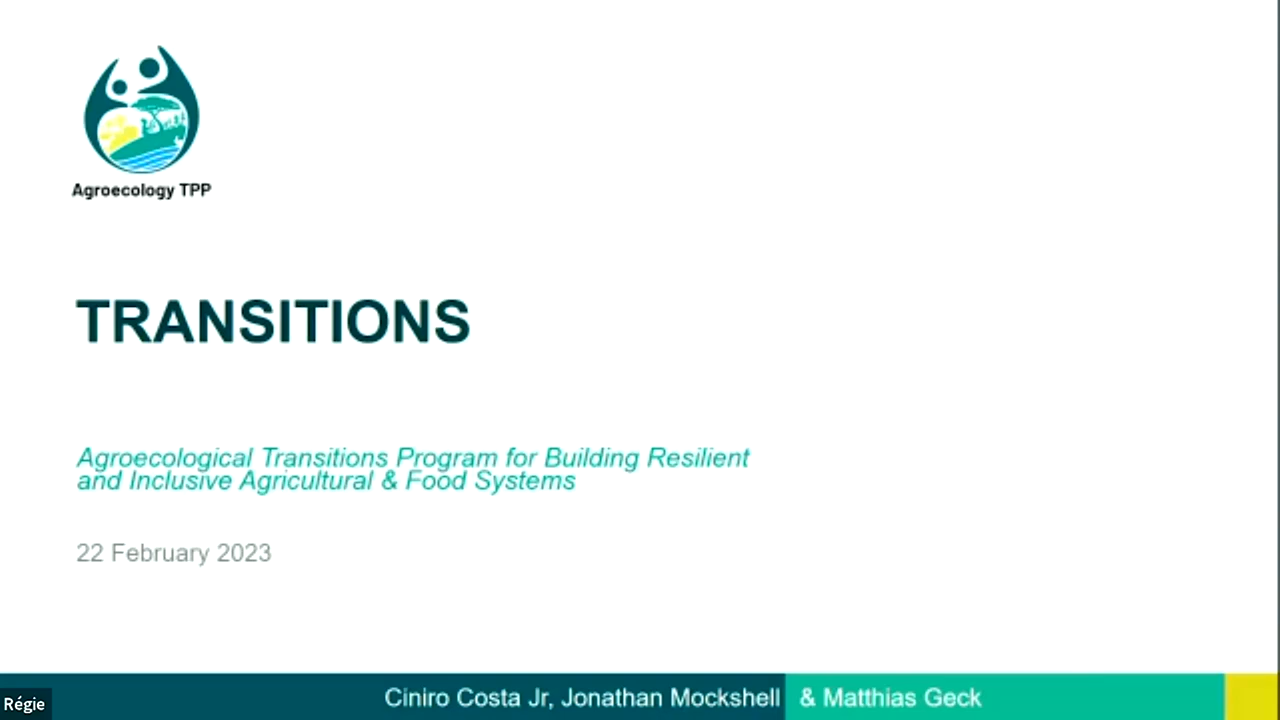 Agroecology TPP
TRANSITIONS
Agroecological Transitions Program for Building Resilient
and Inclusive Agricultural & Food Systems
22 February 2023
Ciniro Costa Jr, Jonathan Mockshell & Matthias Geck
Régie